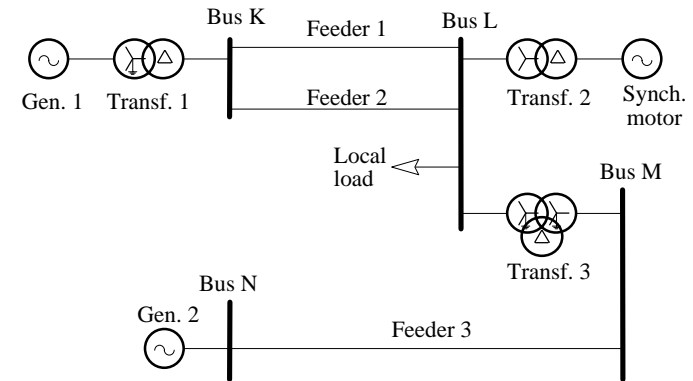 Bus K
Bus L
Feeder 1
Gen. 1
Transf. 1
Feeder 2
Transf. 2
Synch.
motor
Local
load
Bus M
Transf. 3
Bus N
Gen. 2
Feeder 3